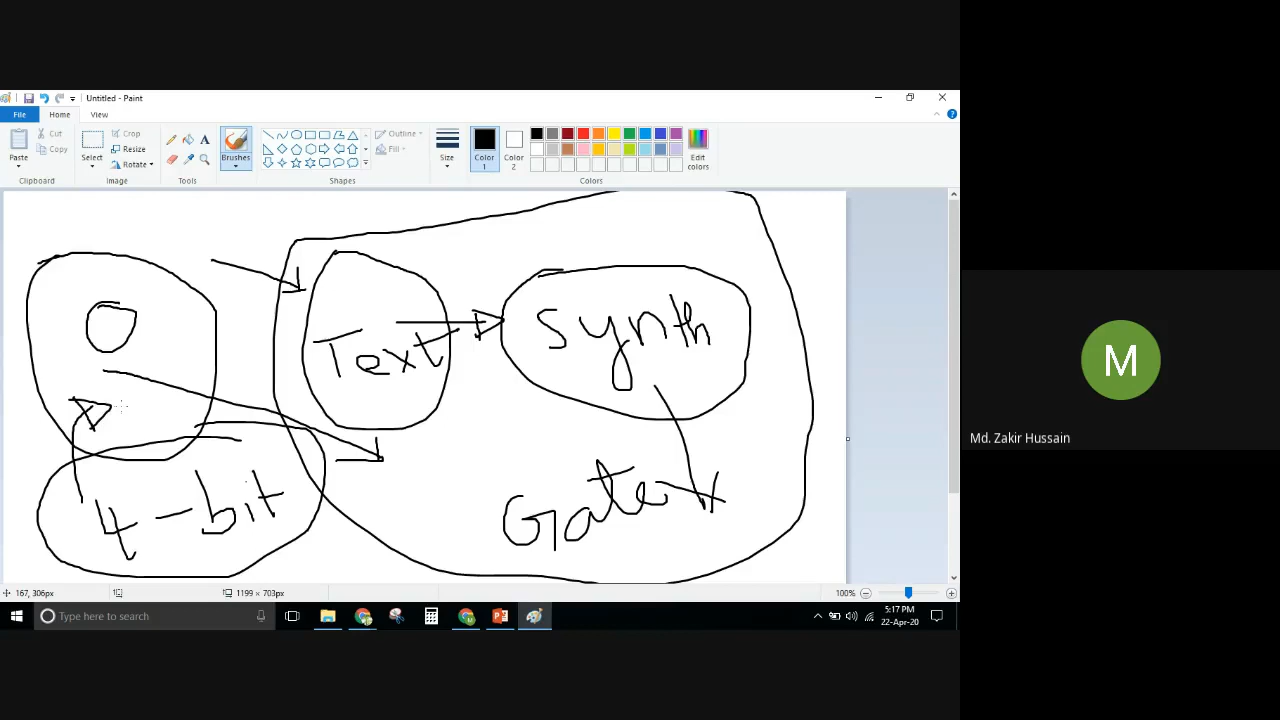 Untitled - Paint
File
Home
View
Paste
Cut
Copy
Clipboard
Select
Crop
Resize
Rotate
Image
Tools
Brushes
Shapes
Outline
Fill
Size
Color 1
Color 2
Edit colors
Colors
Text
Synth
4-bit
Gate
167, 306px
1199 × 703px
100%
Type here to search
5:17 PM
22-Apr-20
M
Md. Zakir Hussain